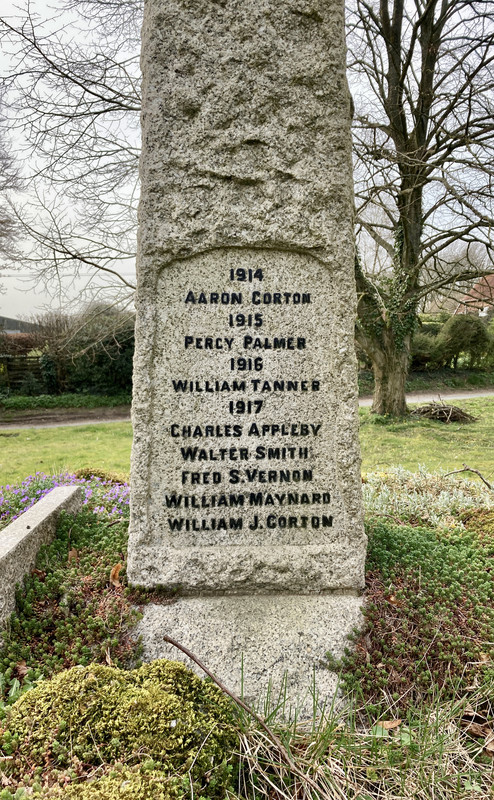 1914
AARON CORTON
1915
PERCY PALMER
1916
WILLIAM TANNER
1917
CHARLES APPLEBY
WALTER SMITH
FRED S. VERNON
WILLIAM MAYNARD
WILLIAM J. CORTON